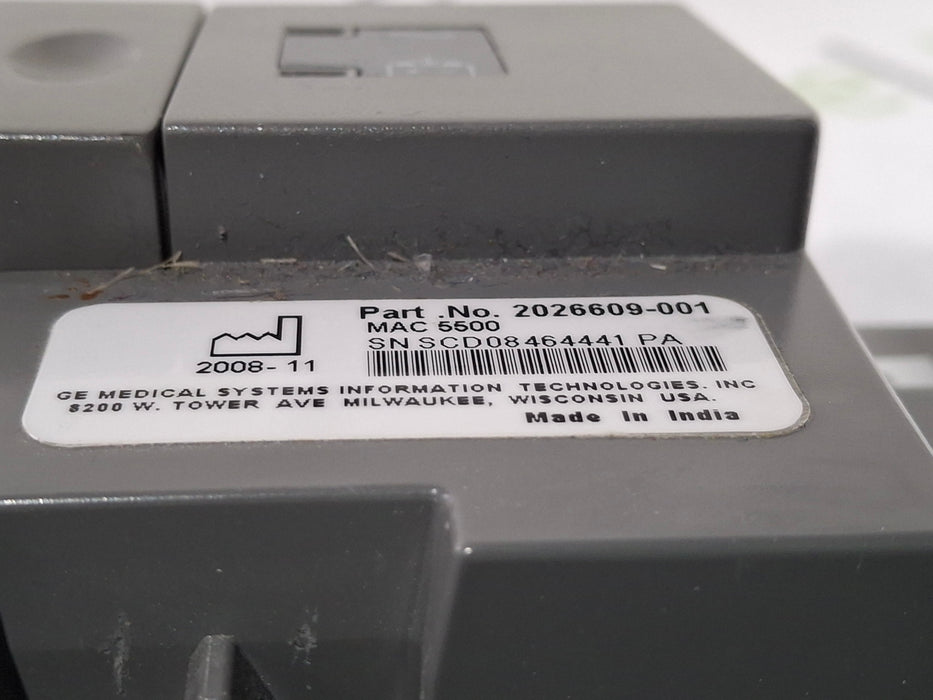 Part .No. 2026609-001
MAC 5500
SN SCD08464441 PA
2008-11
GE MEDICAL SYSTEMS INFORMATION TECHNOLOGIES. INC
8200 W. TOWER AVE MILWAUKEE, WISCONSIN USA.
Made in India